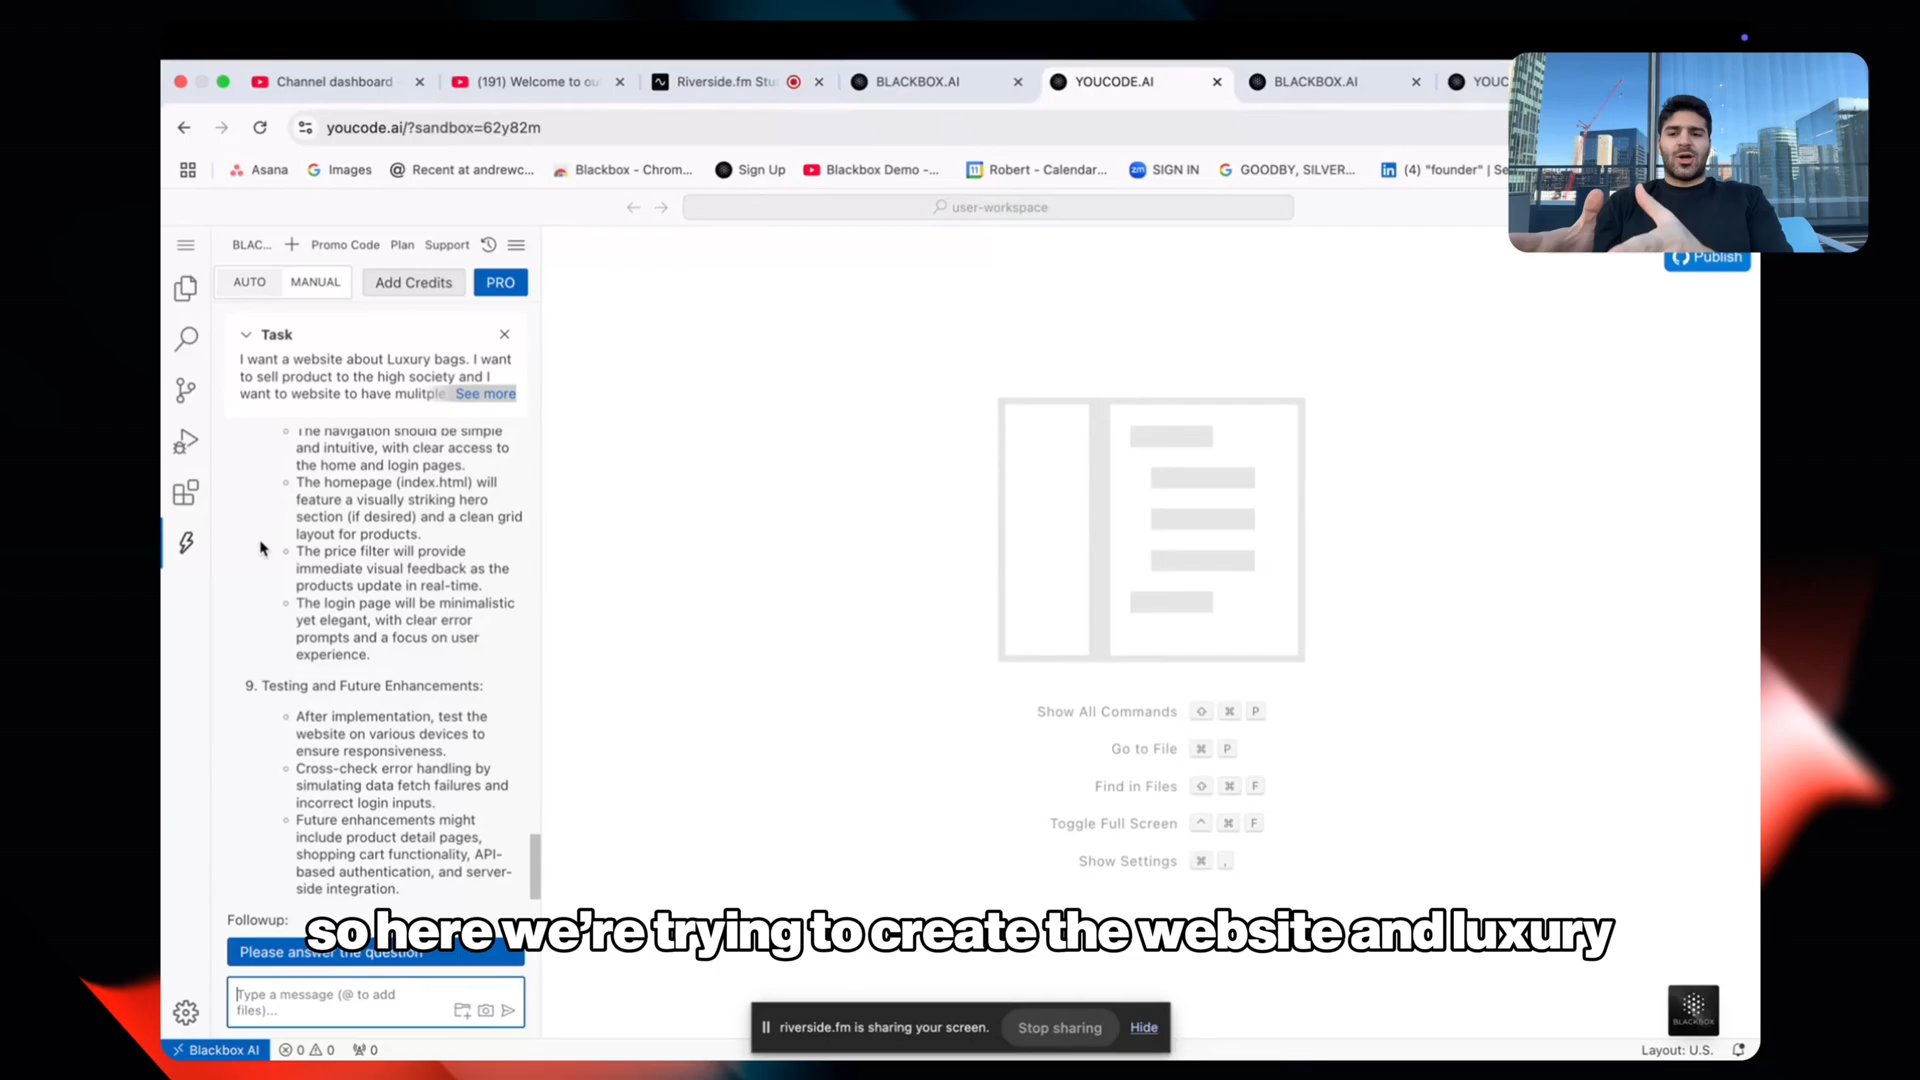 Channel dashboard
(191) Welcome to ou
Riverside.fm Stu
BLACKBOX.AI
YOUCODE.AI
BLACKBOX.AI
YOUC
youcode.ai/?sandbox=62y82m
Asana
Images
Recent at andrewc...
Blackbox - Chrom...
Sign Up
Blackbox Demo -...
Robert - Calendar...
zm SIGN IN
GOODBY, SILVER...
(4) "founder" | Se
user-workspace
BLAC...
Promo Code
Plan
Support
AUTO
MANUAL
Add Credits
PRO
Publish
Task
I want a website about Luxury bags. I want
to sell product to the high society and I
want to website to have mulitple
See more
The navigation should be simple
and intuitive, with clear access to
the home and login pages.
The homepage (index.html) will
feature a visually striking hero
section (if desired) and a clean grid
layout for products.
The price filter will provide
immediate visual feedback as the
products update in real-time.
The login page will be minimalistic
yet elegant, with clear error
prompts and a focus on user
experience.
9. Testing and Future Enhancements:
After implementation, test the
website on various devices to
ensure responsiveness.
Cross-check error handling by
simulating data fetch failures and
incorrect login inputs.
Future enhancements might
include product detail pages,
shopping cart functionality, API-
based authentication, and server-
side integration.
Show All Commands ⇧ ⌘ P
Go to File ⌘ P
Find in Files ⇧ ⌘ F
Toggle Full Screen ^ ⌘ F
Show Settings ⌘ ,
Followup:
so here we're trying to create the website and luxury
Please answer the question
Type a message (@ to add
files)...
riverside.fm is sharing your screen.
Stop sharing
Hide
BLACKBOX
Blackbox AI
0
0
0
Layout: U.S.